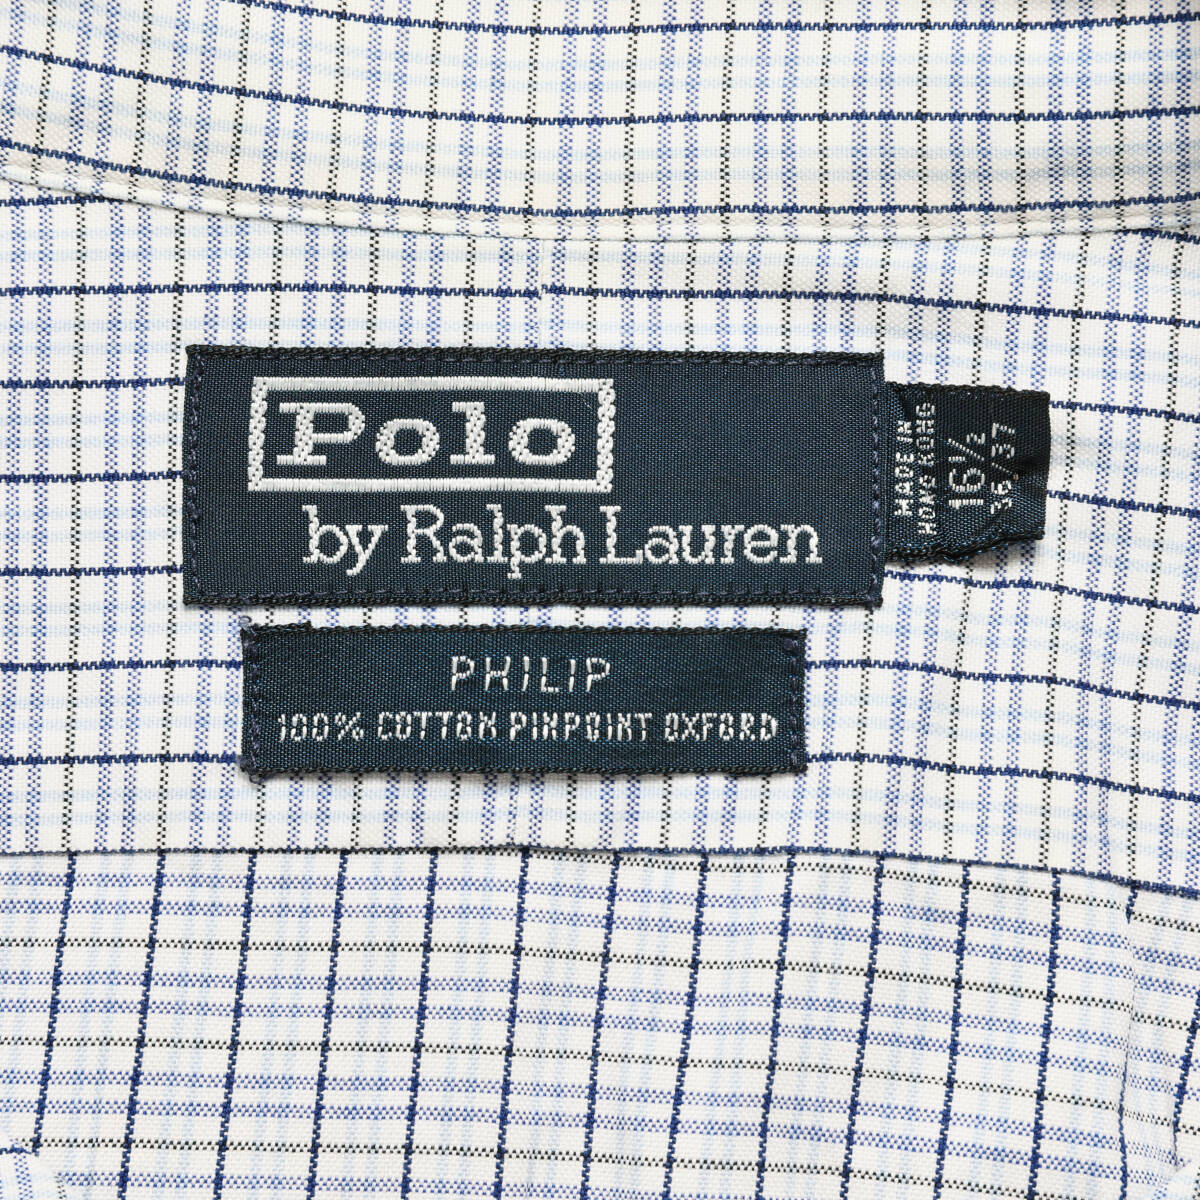 Polo
by Ralph Lauren
MADE IN
HONG KONG
16½
36/37
PHILIP
100% COTTON PINPOINT OXFORD